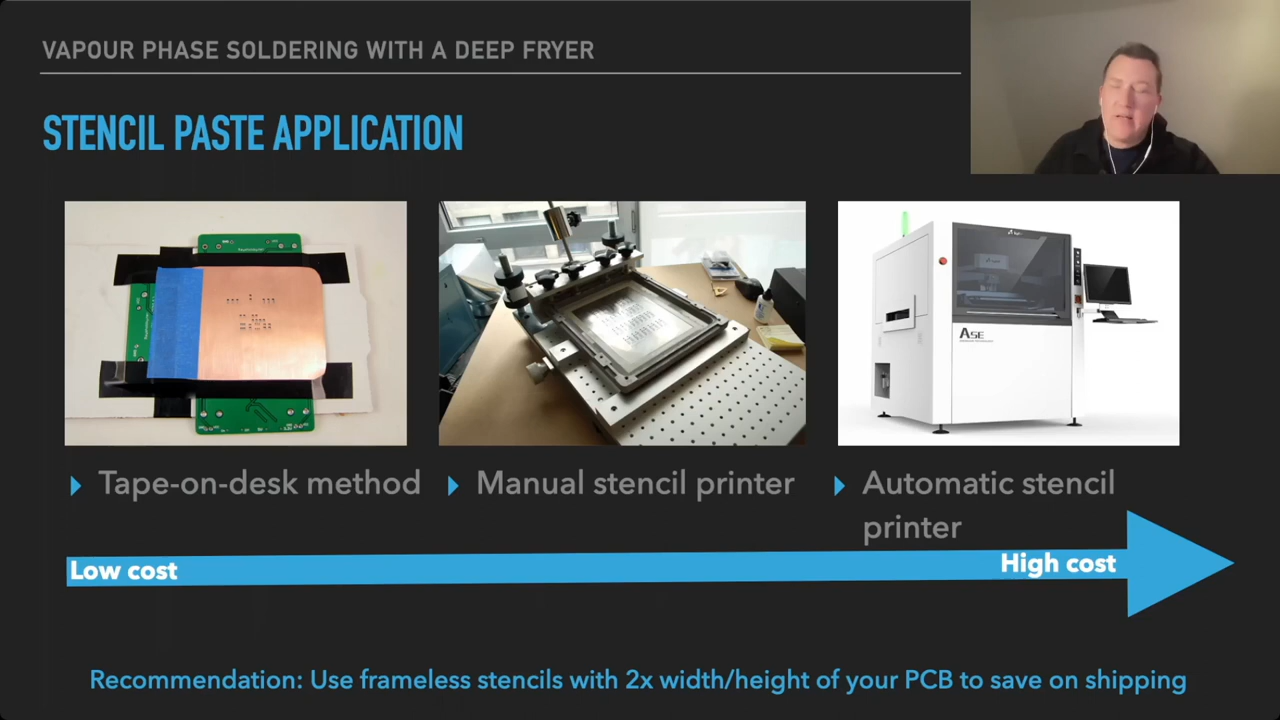 VAPOUR PHASE SOLDERING WITH A DEEP FRYER
STENCIL PASTE APPLICATION
ASE
Tape-on-desk method
Manual stencil printer
Automatic stencil
printer
Low cost
High cost
Recommendation: Use frameless stencils with 2x width/height of your PCB to save on shipping